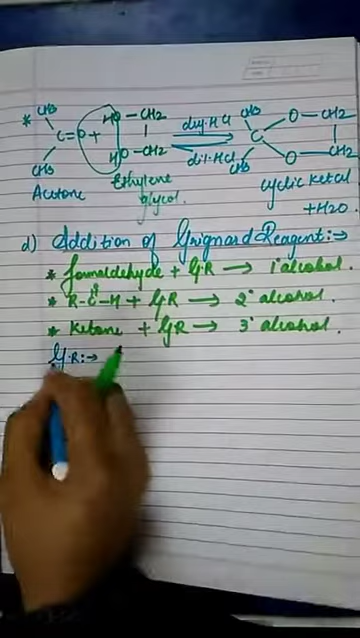 CH3 HO — CH2 dry. HCl CH3 O — CH2
* C=O +
HO — CH2 dil. HCl C O CH2
CH3 CH3
Acetone Ethylene glycol. cyclic ketal
+ H2O.
d) Addition of Grignard Reagent:→
* formaldehyde + G.R → 1° alcohol.
O
* R-C-H + GR → 2° alcohol.
* Ketone + GR → 3° alcohol.
G.R:→